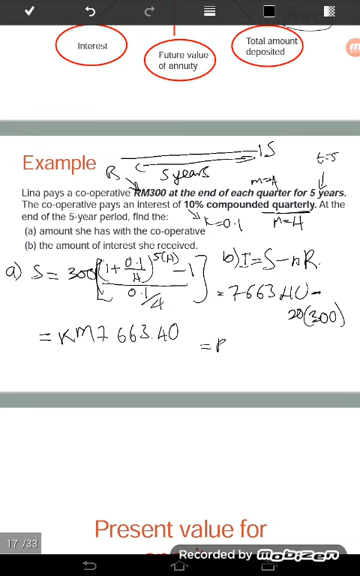 Interest
Future value
of annuity
Total amount
deposited
Example
R
5 years
S
t=5
m=4
Lina pays a co-operative RM300 at the end of each quarter for 5 years.
The co-operative pays an Interest of 10% compounded quarterly. At the
end of the 5-year period, find the:
k=0.1
m=4
(a) amount she has with the co-operative
(b) the amount of interest she received.
a) S = 300[(1+0.1/4)^5(4) - 1 / 0.1/4]
= RM7 663.40
b) I = S - nR
= 7663.40 -
20(300)
= R
17 /33
Present value for
Recorded by Mobizen